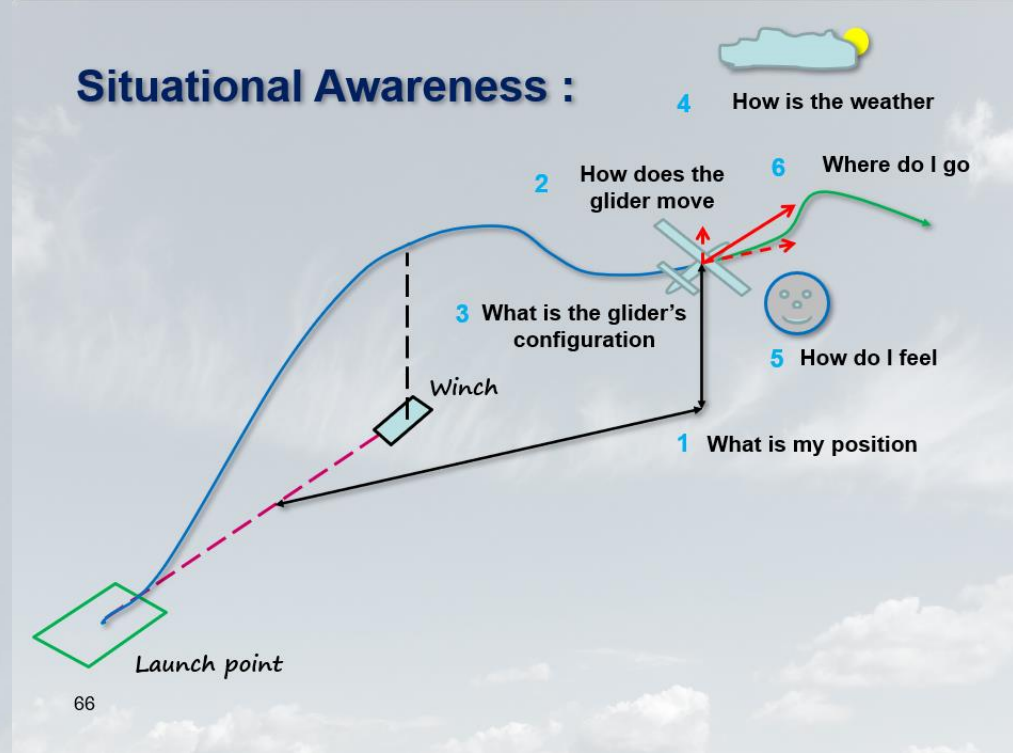 Situational Awareness :
4 How is the weather
6 Where do I go
2 How does the
glider move
3 What is the glider’s
configuration
5 How do I feel
Winch
1 What is my position
Launch point
66